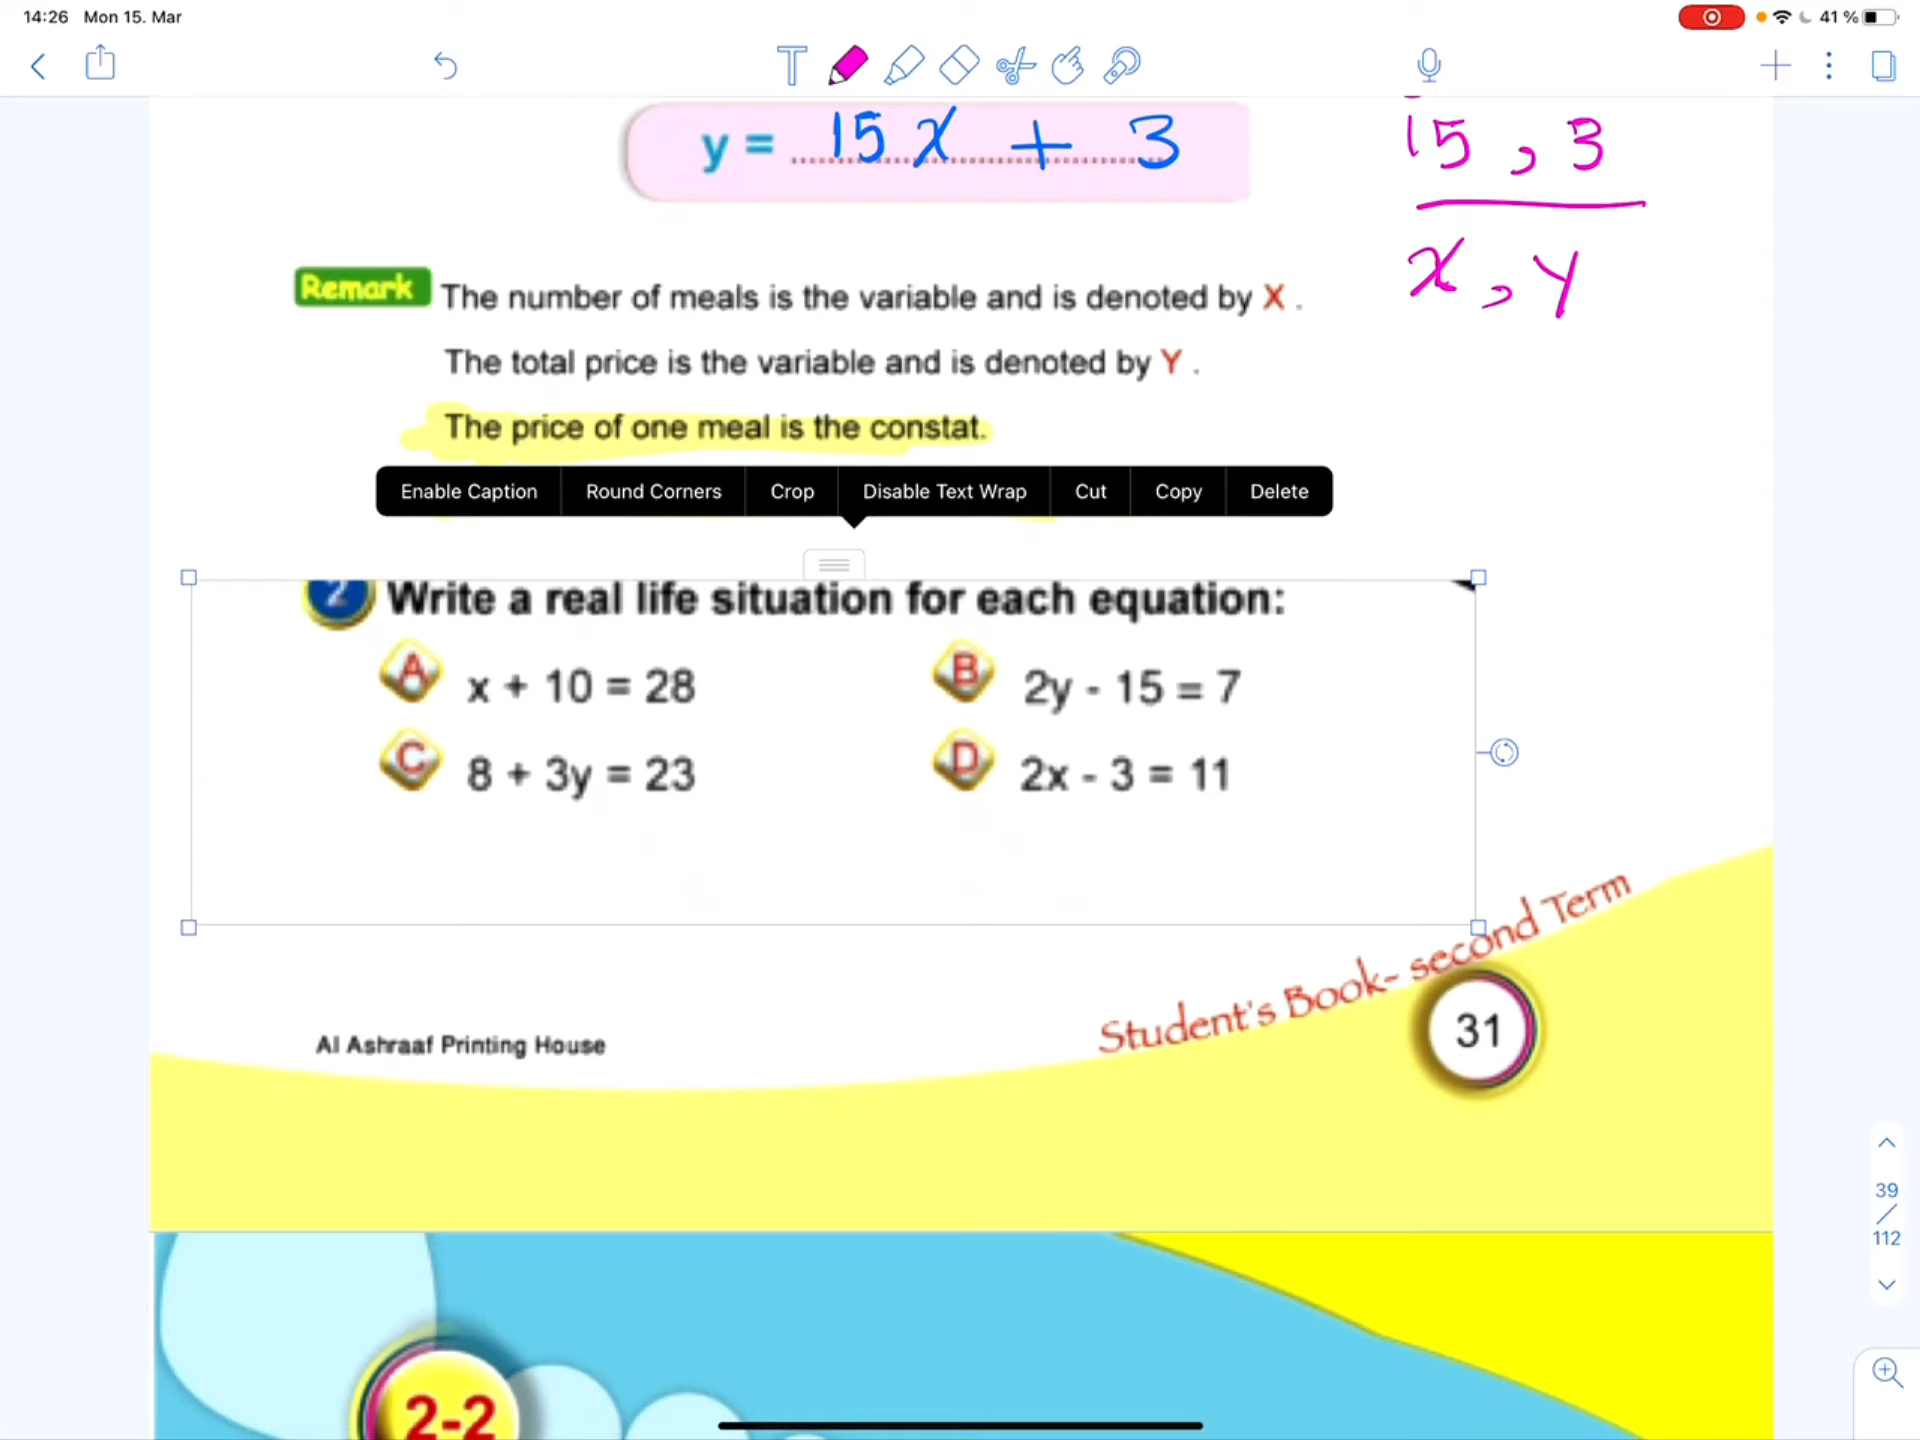 14:26 Mon 15. Mar
41 %
T
y = 15 x + 3
15 , 3
x , y
Remark The number of meals is the variable and is denoted by X .
The total price is the variable and is denoted by Y .
The price of one meal is the constat.
Enable Caption Round Corners Crop Disable Text Wrap Cut Copy Delete
2 Write a real life situation for each equation:
A x + 10 = 28 B 2y - 15 = 7
C 8 + 3y = 23 D 2x - 3 = 11
Student's Book- second Term
31
Al Ashraaf Printing House
39
/
112
2-2